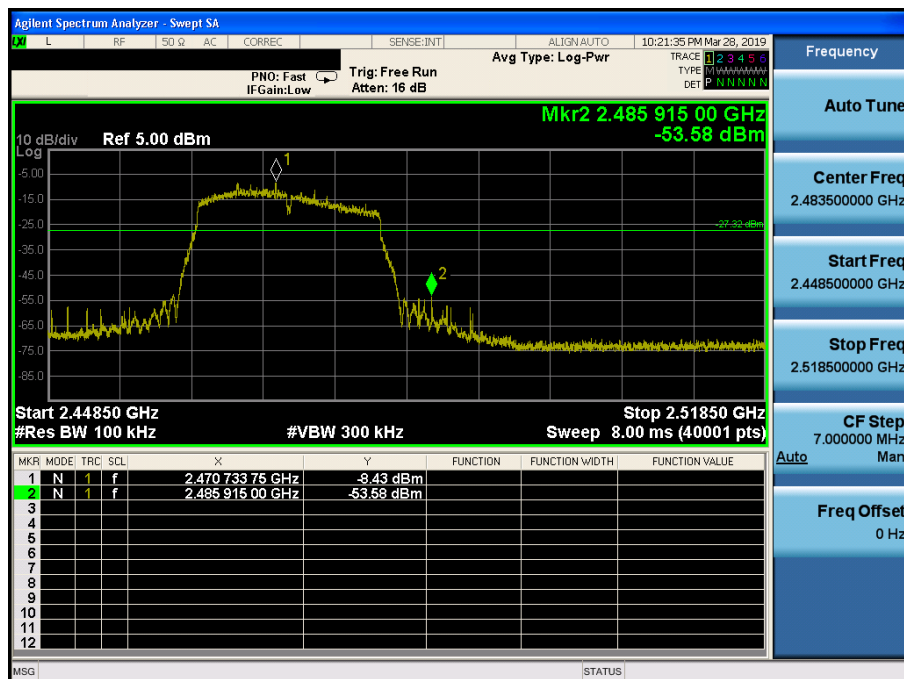 Agilent Spectrum Analyzer - Swept SA
LXI L RF 50 Ω AC CORREC SENSE:INT ALIGNAUTO 10:21:35 PM Mar 28, 2019
Avg Type: Log-Pwr
TRACE 1 2 3 4 5 6
PNO: Fast Trig: Free Run
TYPE M WWWWW
IFGain:Low Atten: 16 dB
DET P N N N N N
Mkr2 2.485 915 00 GHz
-53.58 dBm
10 dB/div Ref 5.00 dBm
Log
1
-5.00
-15.0
-25.0
-27.32 dBm
-35.0
-45.0
2
-55.0
-65.0
-75.0
-85.0
Start 2.44850 GHz Stop 2.51850 GHz
#Res BW 100 kHz #VBW 300 kHz Sweep 8.00 ms (40001 pts)
MKR MODE TRC SCL X Y FUNCTION FUNCTION WIDTH FUNCTION VALUE
1 N 1 f 2.470 733 75 GHz -8.43 dBm
2 N 1 f 2.485 915 00 GHz -53.58 dBm
3
4
5
6
7
8
9
10
11
12
MSG STATUS
Frequency
Auto Tune
Center Freq
2.483500000 GHz
Start Freq
2.448500000 GHz
Stop Freq
2.518500000 GHz
CF Step
7.000000 MHz
Auto Man
Freq Offset
0 Hz